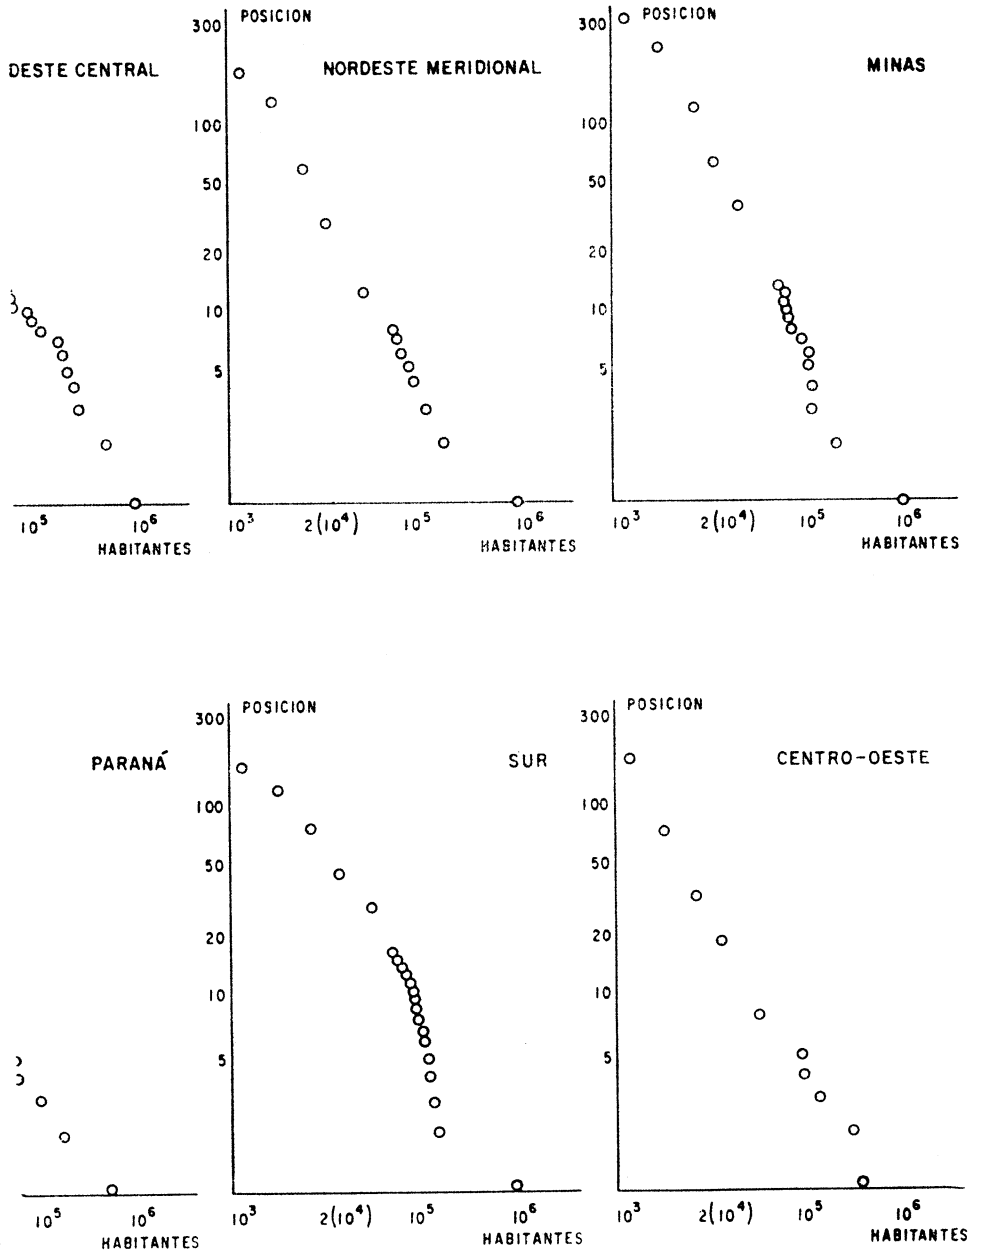 DESTE CENTRAL
10⁵
10⁶
HABITANTES
POSICION
NORDESTE MERIDIONAL
300
100
50
20
10
5
10³
2(10⁴)
10⁵
10⁶
HABITANTES
POSICION
MINAS
300
100
50
20
10
5
10³
2(10⁴)
10⁵
10⁶
HABITANTES
PARANÁ
10⁵
10⁶
HABITANTES
POSICION
SUR
300
100
50
20
10
5
10³
2(10⁴)
10⁵
10⁶
HABITANTES
POSICION
CENTRO-OESTE
300
100
50
20
10
5
10³
2(10⁴)
10⁵
10⁶
HABITANTES